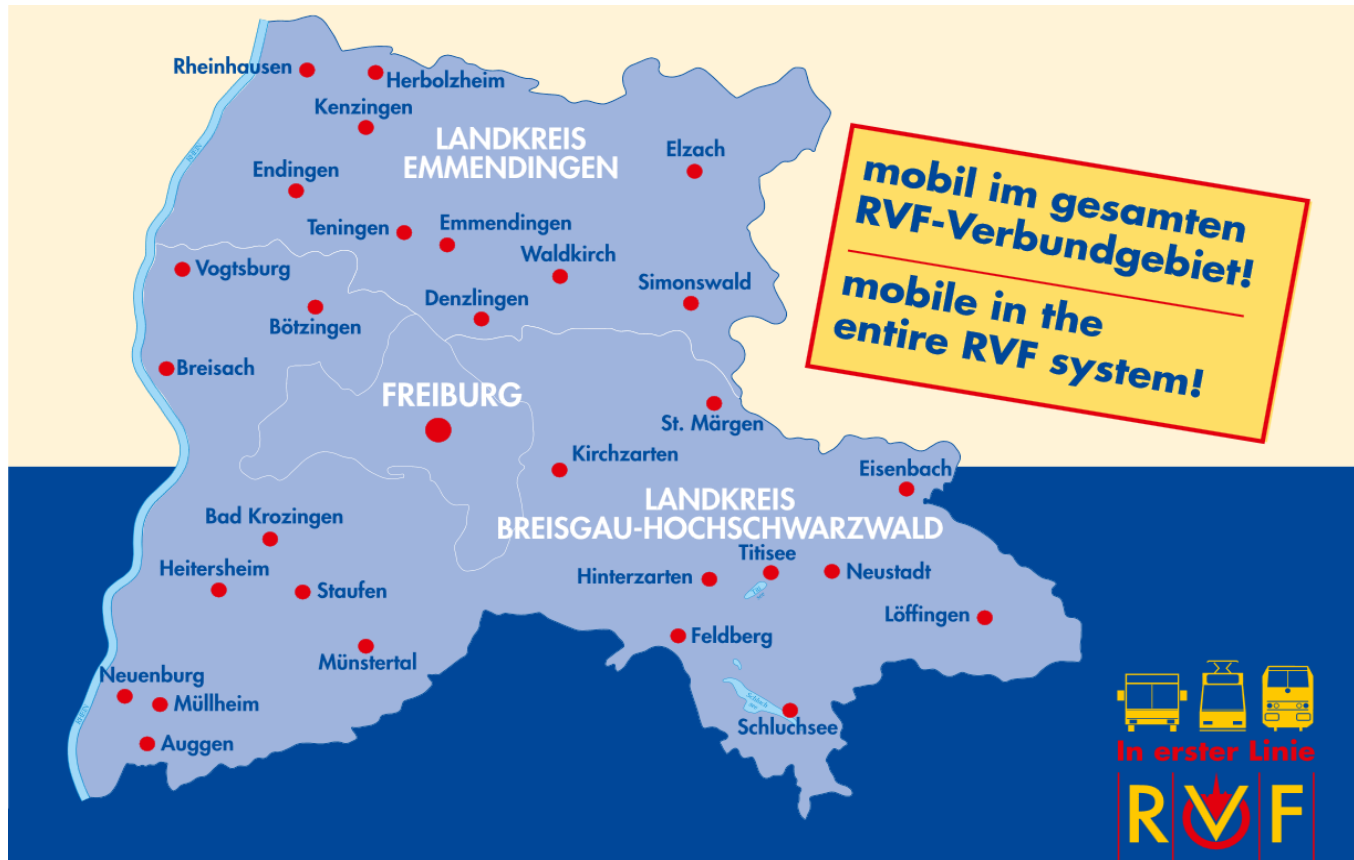 Rheinhausen
Herbolzheim
Kenzingen
LANDKREIS
EMMENDINGEN
Elzach
Endingen
Teningen
Emmendingen
Waldkirch
Vogtsburg
Simonswald
Denzlingen
Bötzingen
Breisach
FREIBURG
St. Märgen
Kirchzarten
Eisenbach
LANDKREIS
BREISGAU-HOCHSCHWARZWALD
Bad Krozingen
Titisee
Heitersheim
Staufen
Hinterzarten
Neustadt
Löffingen
Feldberg
Münstertal
Neuenburg
Müllheim
Schluchsee
Auggen
RHEIN
RHEIN
mobil im gesamten
RVF-Verbundgebiet!
mobile in the
entire RVF system!
In erster Linie
RVF